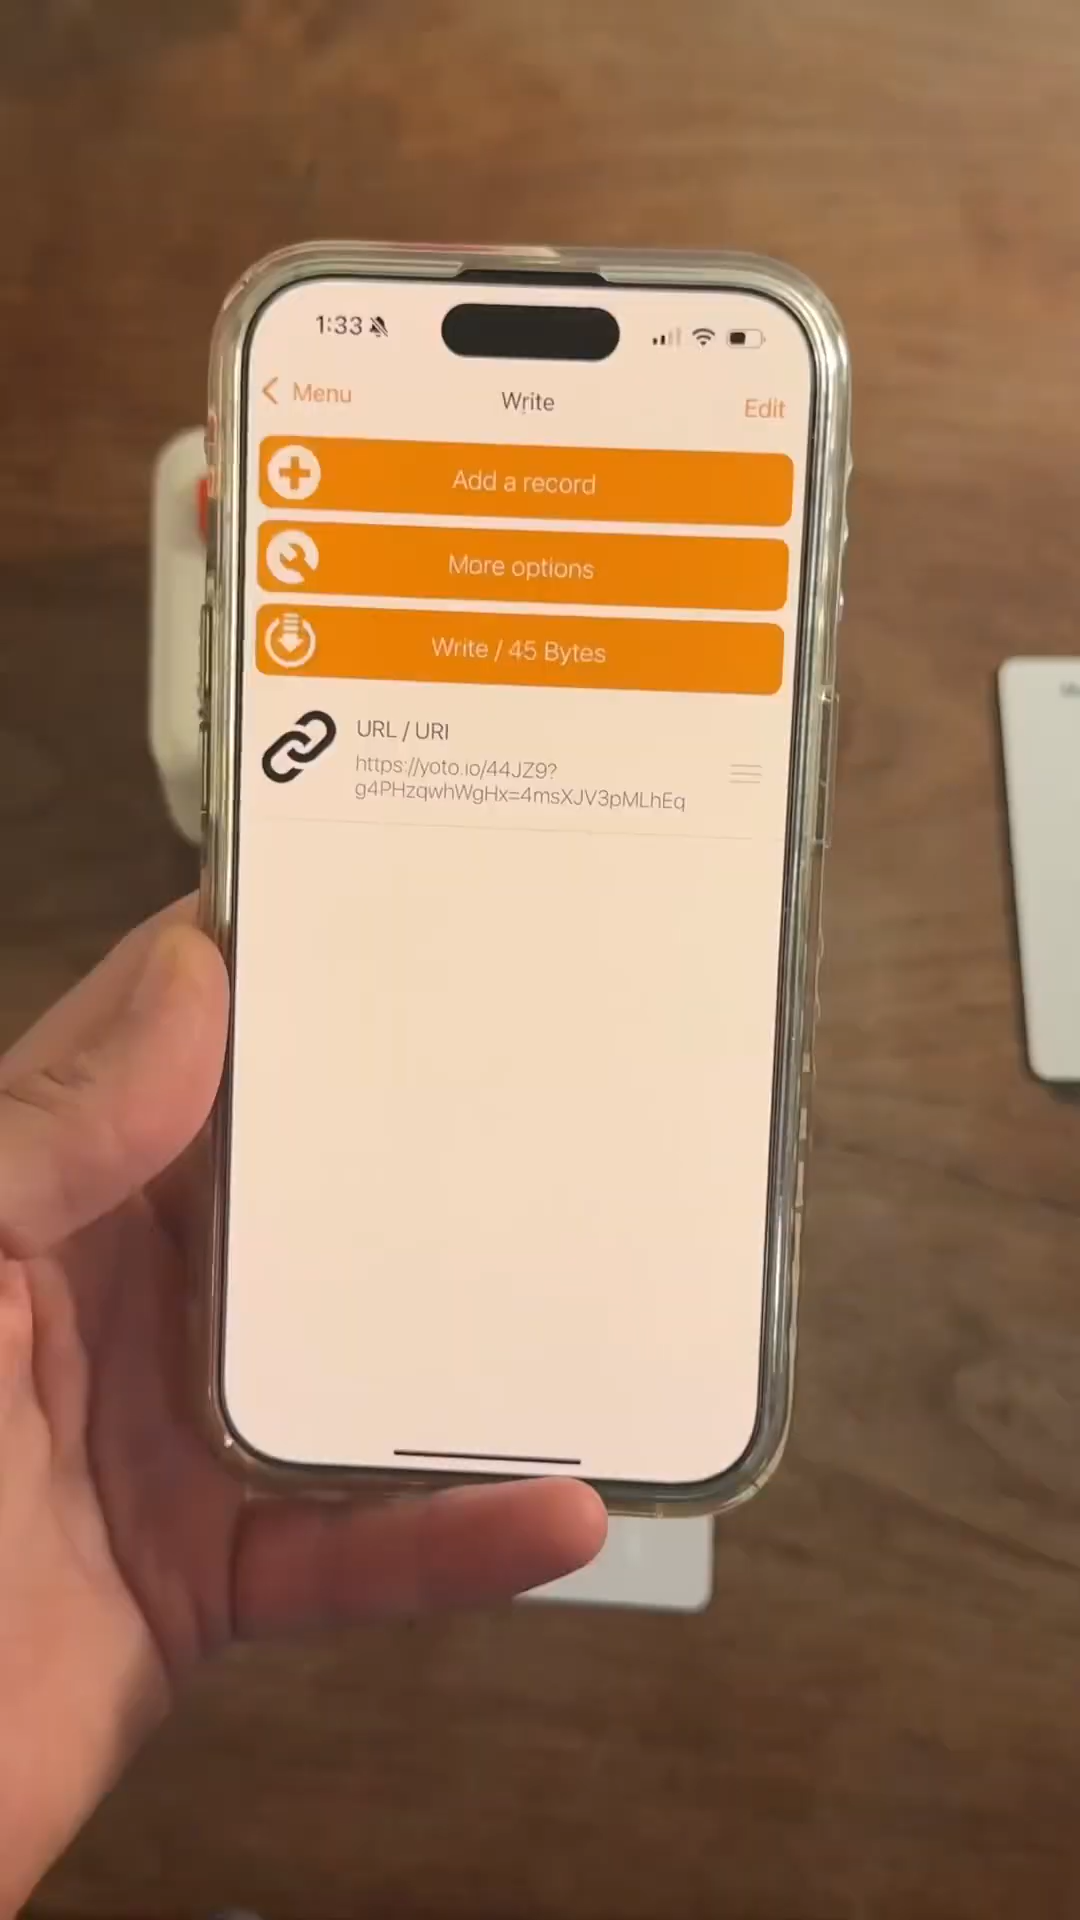 1:33
Menu
Write
Edit
Add a record
More options
Write / 45 Bytes
URL / URI
https://yoto.io/44JZ9?
g4PHzqwhWgHx=4msXJV3pMLhEq